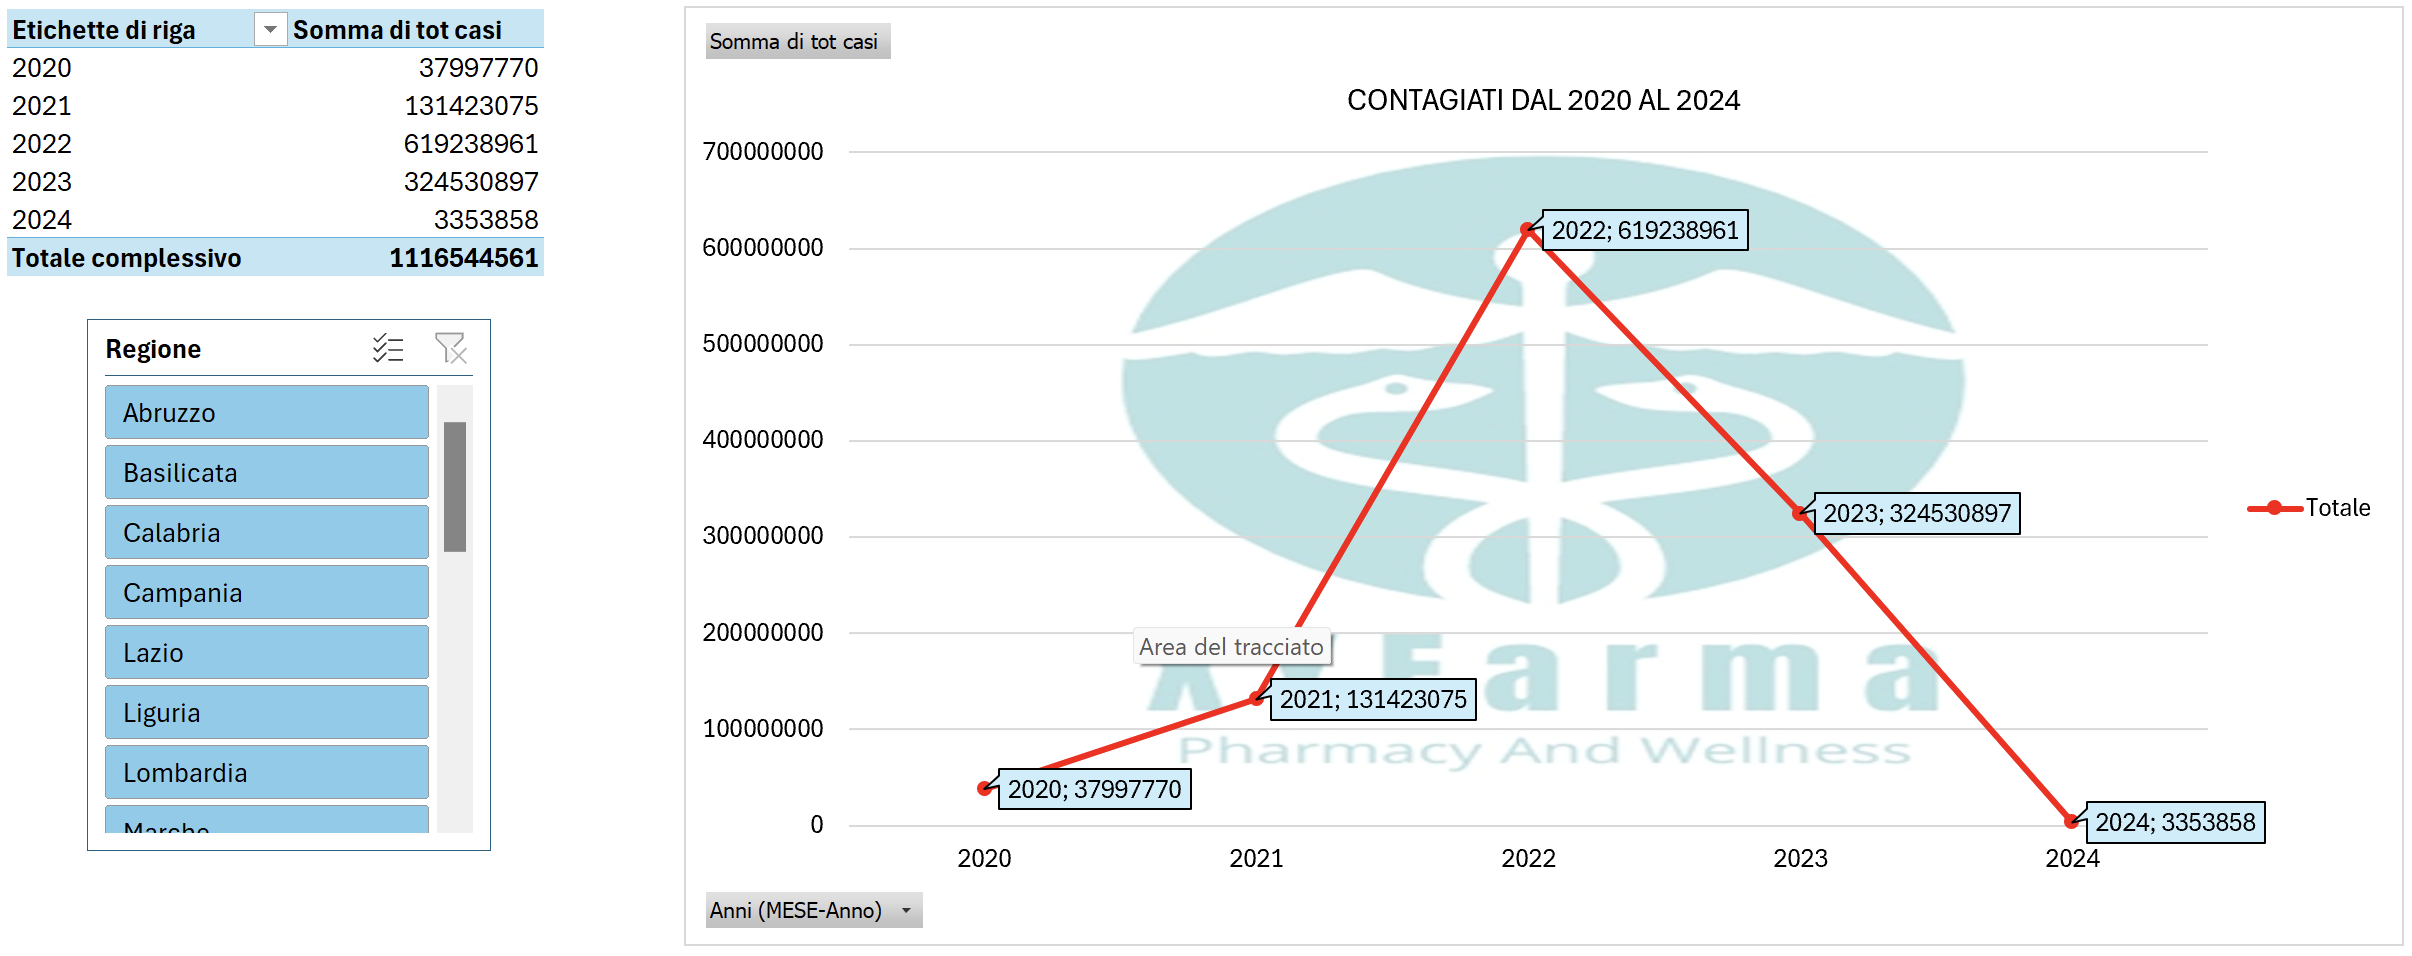 Etichette di riga Somma di tot casi
2020 37997770
2021 131423075
2022 619238961
2023 324530897
2024 3353858
Totale complessivo 1116544561
Regione
Abruzzo
Basilicata
Calabria
Campania
Lazio
Liguria
Lombardia
Marche
Somma di tot casi
CONTAGIATI DAL 2020 AL 2024
700000000
600000000
500000000
400000000
300000000
200000000
100000000
0
2022; 619238961
2023; 324530897
Area del tracciato
2021; 131423075
2020; 37997770
2024; 3353858
Pharmacy And Wellness
2020 2021 2022 2023 2024
Totale
Anni (MESE-Anno)